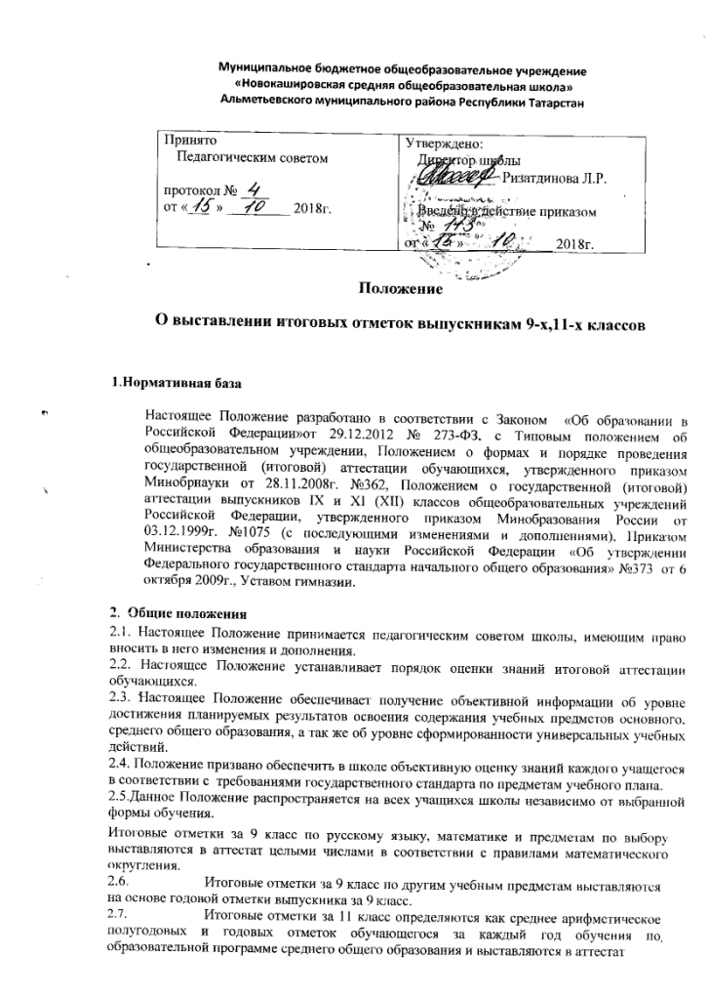 Муниципальное бюджетное общеобразовательное учреждение
«Новокашировская средняя общеобразовательная школа»
Альметьевского муниципального района Республики Татарстан
Принято
Педагогическим советом
протокол № 4
от « 15 » 10 2018г.
Утверждено:
Директор школы
Ризатдинова Л.Р.
Введено в действие приказом
№ 143
от « 15 » 10 2018г.
Положение
О выставлении итоговых отметок выпускникам 9-х,11-х классов
1.Нормативная база
Настоящее Положение разработано в соответствии с Законом «Об образовании в
Российской Федерации»от 29.12.2012 № 273-ФЗ, с Типовым положением об
общеобразовательном учреждении, Положением о формах и порядке проведения
государственной (итоговой) аттестации обучающихся, утвержденного приказом
Минобрнауки от 28.11.2008г. №362, Положением о государственной (итоговой)
аттестации выпускников IX и XI (XII) классов общеобразовательных учреждений
Российской Федерации, утвержденного приказом Минобразования России от
03.12.1999г. №1075 (с последующими изменениями и дополнениями), Приказом
Министерства образования и науки Российской Федерации «Об утверждении
Федерального государственного стандарта начального общего образования» №373 от 6
октября 2009г., Уставом гимназии.
2. Общие положения
2.1. Настоящее Положение принимается педагогическим советом школы, имеющим право
вносить в него изменения и дополнения.
2.2. Настоящее Положение устанавливает порядок оценки знаний итоговой аттестации
обучающихся.
2.3. Настоящее Положение обеспечивает получение объективной информации об уровне
достижения планируемых результатов освоения содержания учебных предметов основного,
среднего общего образования, а так же об уровне сформированности универсальных учебных
действий.
2.4. Положение призвано обеспечить в школе объективную оценку знаний каждого учащегося
в соответствии с требованиями государственного стандарта по предметам учебного плана.
2.5.Данное Положение распространяется на всех учащихся школы независимо от выбранной
формы обучения.
Итоговые отметки за 9 класс по русскому языку, математике и предметам по выбору
выставляются в аттестат целыми числами в соответствии с правилами математического
округления.
2.6. Итоговые отметки за 9 класс по другим учебным предметам выставляются
на основе годовой отметки выпускника за 9 класс.
2.7. Итоговые отметки за 11 класс определяются как среднее арифметическое
полугодовых и годовых отметок обучающегося за каждый год обучения по
образовательной программе среднего общего образования и выставляются в аттестат